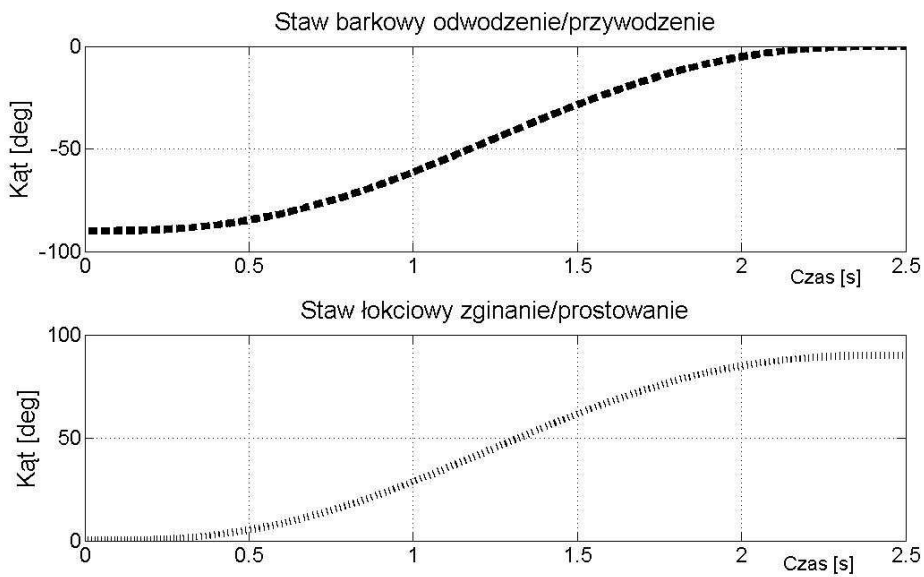 Staw barkowy odwodzenie/przywodzenie
0
-50
-100
Kąt [deg]
0 0.5 1 1.5 2 2.5
Czas [s]
Staw łokciowy zginanie/prostowanie
100
50
0
Kąt [deg]
0 0.5 1 1.5 2 2.5
Czas [s]